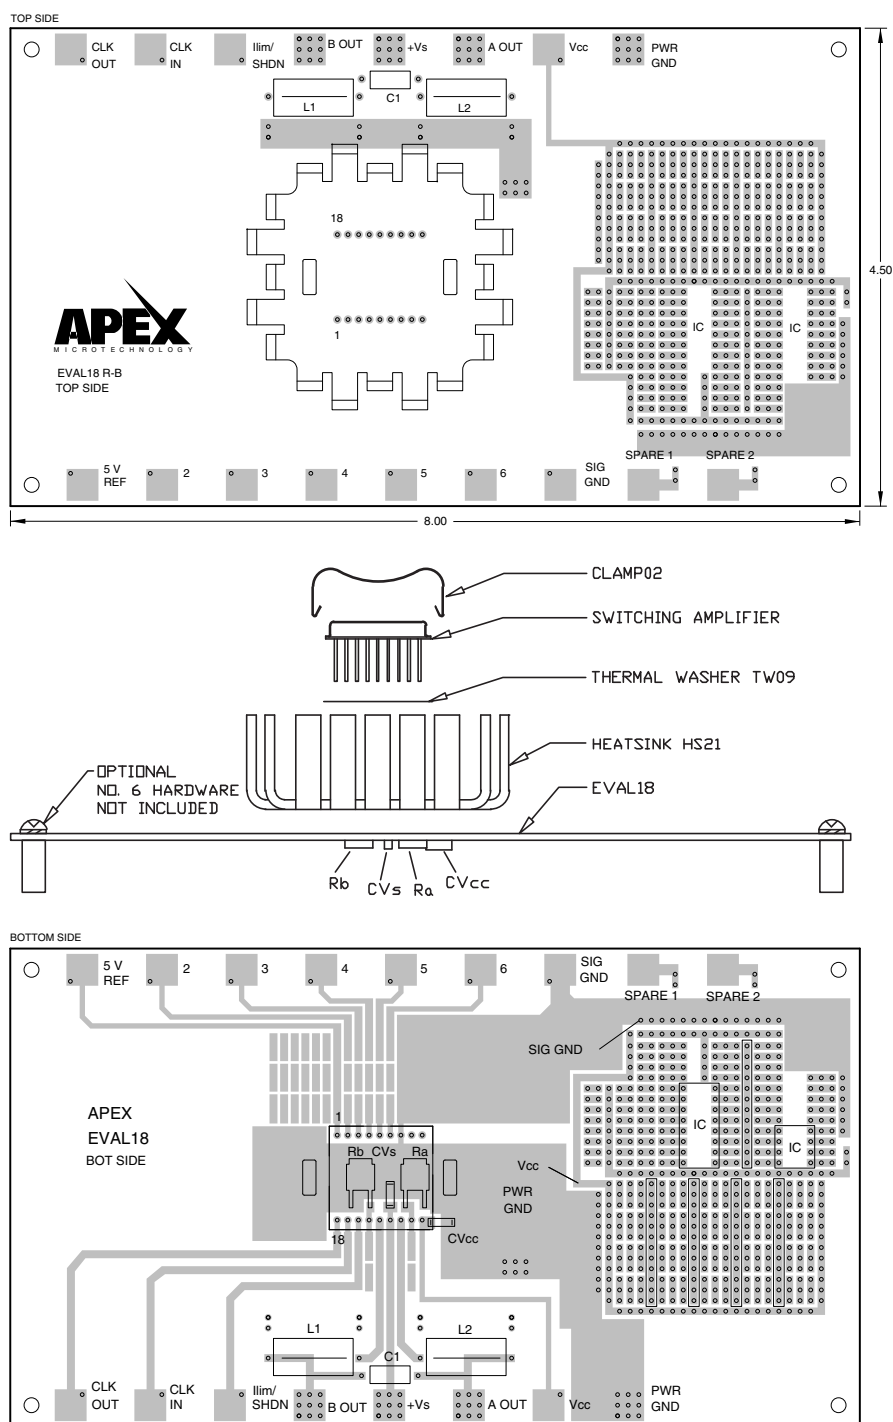 TOP SIDE
CLK OUT
CLK IN
Ilim/ SHDN
B OUT
+Vs
A OUT
Vcc
PWR GND
L1
C1
L2
18
1
IC
IC
4.50
APEX
MICROTECHNOLOGY
EVAL18 R-B
TOP SIDE
5 V REF
2
3
4
5
6
SIG GND
SPARE 1
SPARE 2
8.00
CLAMP02
SWITCHING AMPLIFIER
THERMAL WASHER TW09
HEATSINK HS21
EVAL18
OPTIONAL
NO. 6 HARDWARE
NOT INCLUDED
Rb
CVs
Ra
CVcc
BOTTOM SIDE
5 V REF
2
3
4
5
6
SIG GND
SPARE 1
SPARE 2
SIG GND
APEX
EVAL18
BOT SIDE
1
Rb
CVs
Ra
IC
IC
Vcc
PWR GND
18
CVcc
L1
C1
L2
CLK OUT
CLK IN
Ilim/ SHDN
B OUT
+Vs
A OUT
Vcc
PWR GND